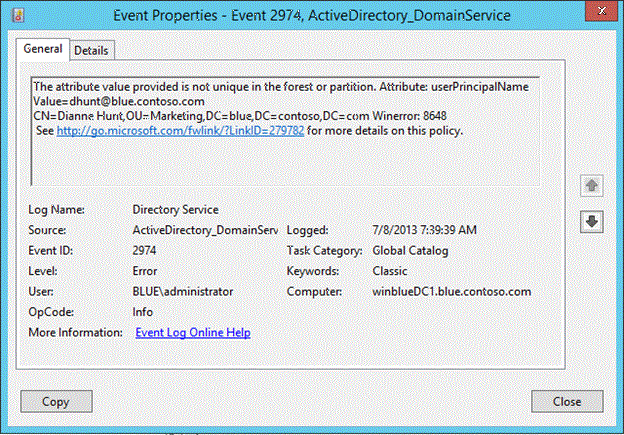 Event Properties - Event 2974, ActiveDirectory_DomainService
x
General Details
The attribute value provided is not unique in the forest or partition. Attribute: userPrincipalName
Value=dhunt@blue.contoso.com
CN=Dianne Hunt,OU=Marketing,DC=blue,DC=contoso,DC=com Winerror: 8648
See http://go.microsoft.com/fwlink/?LinkID=279782 for more details on this policy.
Log Name: Directory Service
Source: ActiveDirectory_DomainServ Logged: 7/8/2013 7:39:39 AM
Event ID: 2974 Task Category: Global Catalog
Level: Error Keywords: Classic
User: BLUE\administrator Computer: winblueDC1.blue.contoso.com
OpCode: Info
More Information: Event Log Online Help
Copy Close